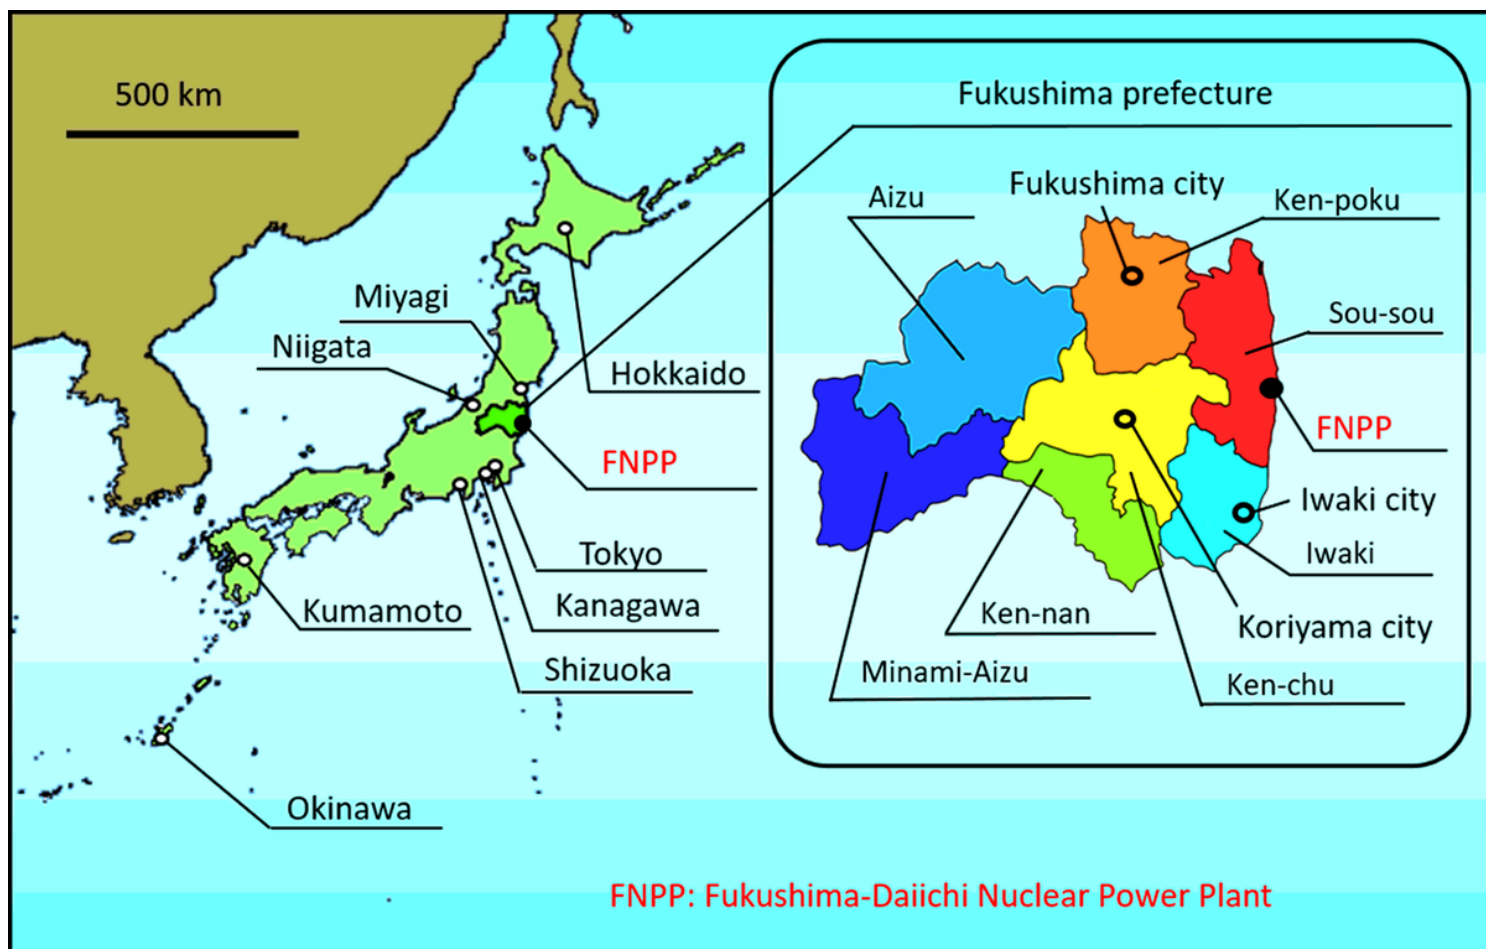 500 km
Fukushima prefecture
Fukushima city
Aizu
Ken-poku
Miyagi
Sou-sou
Niigata
Hokkaido
FNPP
FNPP
Iwaki city
Tokyo
Iwaki
Kumamoto
Kanagawa
Ken-nan
Koriyama city
Shizuoka
Minami-Aizu
Ken-chu
Okinawa
FNPP: Fukushima-Daiichi Nuclear Power Plant